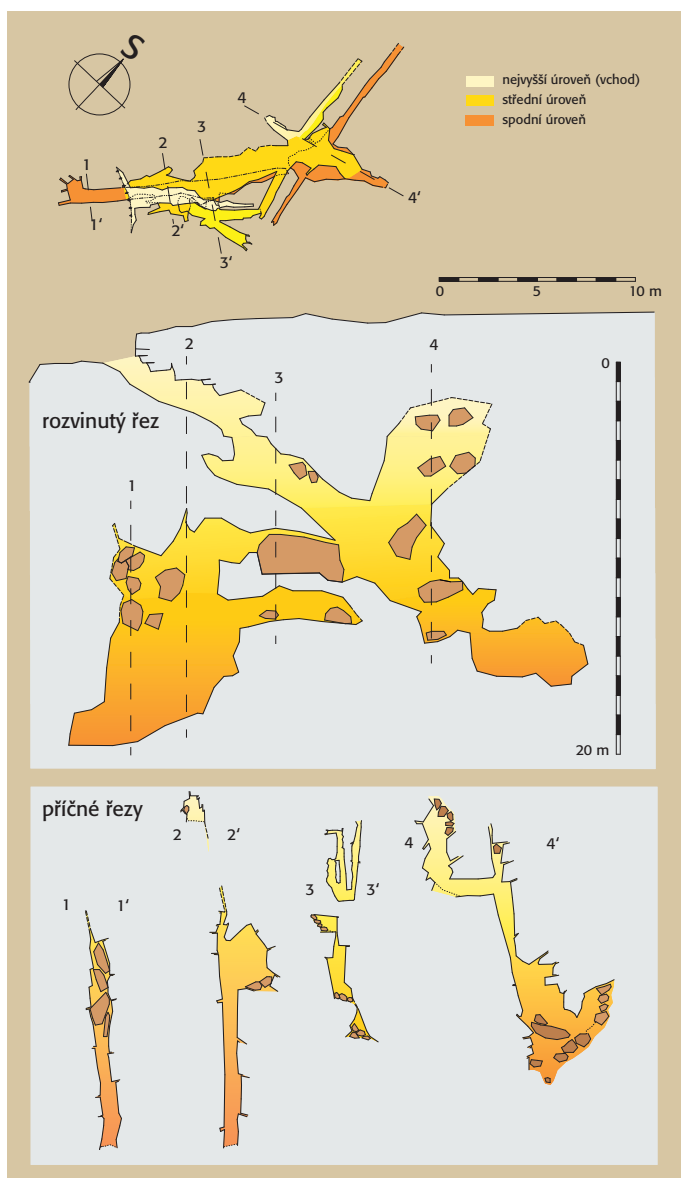 S
nejvyšší úroveň (vchod)
střední úroveň
spodní úroveň
4
3
2
1
1‘
2‘
3‘
4‘
0 5 10 m
2
4
0
3
rozvinutý řez
1
20 m
příčné řezy
2 2‘
4 4‘
3 3‘
1 1‘